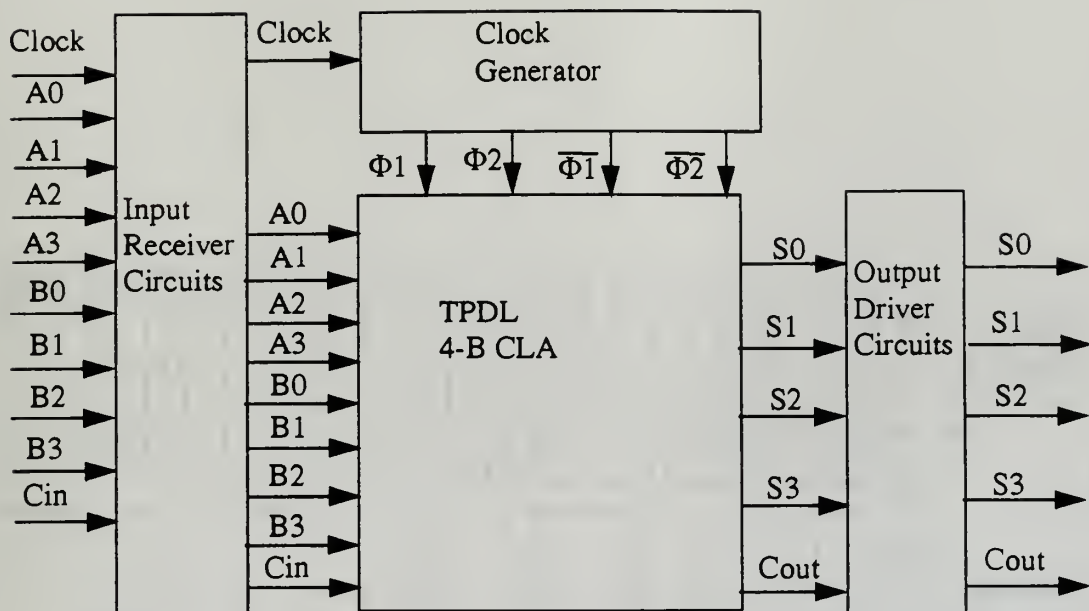 Clock
A0
A1
A2
A3
B0
B1
B2
B3
Cin
Input
Receiver
Circuits
Clock
Clock
Generator
Φ1
Φ2
Φ1̅
Φ2̅
A0
A1
A2
A3
B0
B1
B2
B3
Cin
TPDL
4-B CLA
S0
S1
S2
S3
Cout
Output
Driver
Circuits
S0
S1
S2
S3
Cout